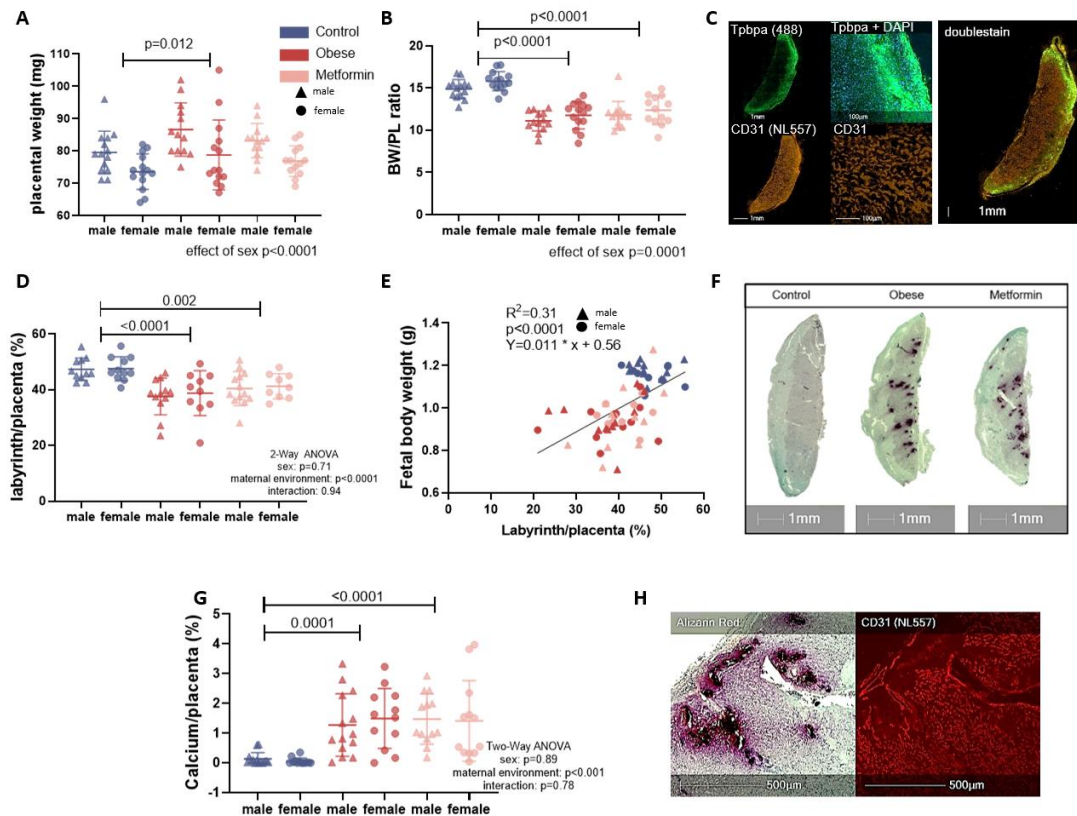 A
p=0.012
Control
Obese
Metformin
male
female
placental weight (mg)
110
100
90
80
70
60
male female male female male female
effect of sex p<0.0001
B
p<0.0001
p<0.0001
BW/PL ratio
20
15
10
5
0
male female male female male female
effect of sex p=0.0001
C
Tpbpa (488)
Tpbpa + DAPI
doublestain
1mm
100µm
CD31 (NL557)
CD31
1mm
100µm
1mm
D
0.002
<0.0001
labyrinth/placenta (%)
60
40
20
0
2-Way ANOVA
sex: p=0.71
maternal environment: p<0.0001
interaction: 0.94
male female male female male female
E
R²=0.31
p<0.0001
Y=0.011 * x + 0.56
male
female
Fetal body weight (g)
1.4
1.2
1.0
0.8
0.6
0 10 20 30 40 50 60
Labyrinth/placenta (%)
F
Control Obese Metformin
1mm 1mm 1mm
G
<0.0001
0.0001
Calcium/placenta (%)
5
4
3
2
1
0
-1
Two-Way ANOVA
sex: p=0.89
maternal environment: p<0.001
interaction: p=0.78
male female male female male female
H
Alizarin Red
CD31 (NL557)
500µm
500µm